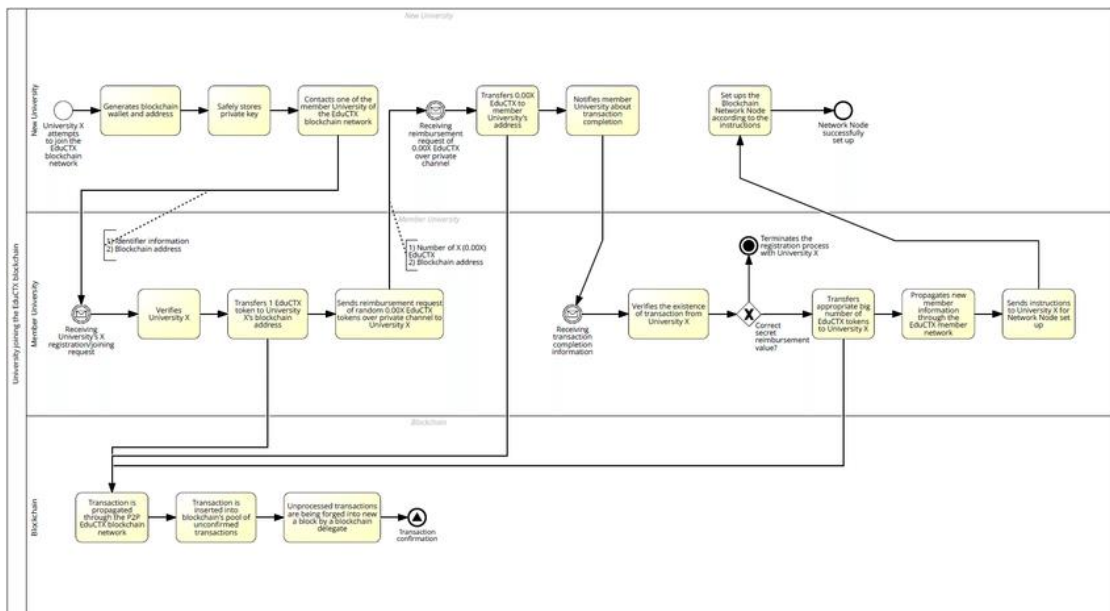 New University
Generates blockchain
wallet and address
Safely stores
private key
Contacts one of the
member University of
the EduCTX
blockchain network
Transfers 0.00X
EduCTX to
member
University's
address
Notifies member
University about
transaction
completion
Set ups the
Blockchain
Network Node
according to the
instructions
University X
attempts
to join the
EduCTX
blockchain network
Receiving
reimbursement
request of
0.00X EduCTX
over private
channel
Network Node
successfully
set up
New University
Member University
1) Identifier information
2) Blockchain address
1) Number of X (0.00X)
EduCTX
2) Blockchain address
Terminates the
registration process
with University X
Receiving
University's X
registration/joining
request
Verifies
University X
Transfers 1 EduCTX
token to University
X's blockchain
address
Sends reimbursement request
of random 0.00X EduCTX
tokens over private channel to
University X
Receiving
transaction
completion
information
Verifies the existence
of transaction from
University X
X
Correct
secret
reimbursement
value?
Transfers
appropriate big
number of
EduCTX tokens
to University X
Propagates new
member
information
through the
EduCTX member
network
Sends instructions
to University X for
Network Node set
up
Member University
University joining the EduCTX blockchain
Blockchain
Transaction is
propagated
through the P2P
EduCTX blockchain
network
Transaction is
inserted into
blockchain's pool of
unconfirmed
transactions
Unprocessed transactions
are being forged into new
a block by a blockchain
delegate
Transaction
confirmation
Blockchain